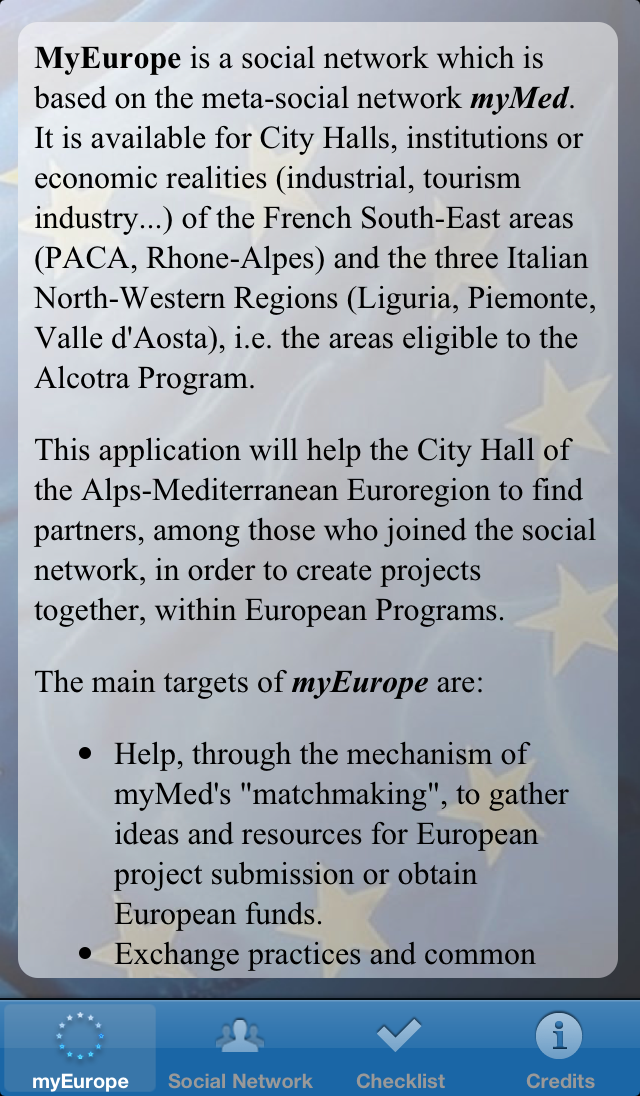 MyEurope is a social network which is
based on the meta-social network myMed.
It is available for City Halls, institutions or
economic realities (industrial, tourism
industry...) of the French South-East areas
(PACA, Rhone-Alpes) and the three Italian
North-Western Regions (Liguria, Piemonte,
Valle d'Aosta), i.e. the areas eligible to the
Alcotra Program.
This application will help the City Hall of
the Alps-Mediterranean Euroregion to find
partners, among those who joined the social
network, in order to create projects
together, within European Programs.
The main targets of myEurope are:
• Help, through the mechanism of
myMed's "matchmaking", to gather
ideas and resources for European
project submission or obtain
European funds.
• Exchange practices and common
myEurope Social Network Checklist Credits